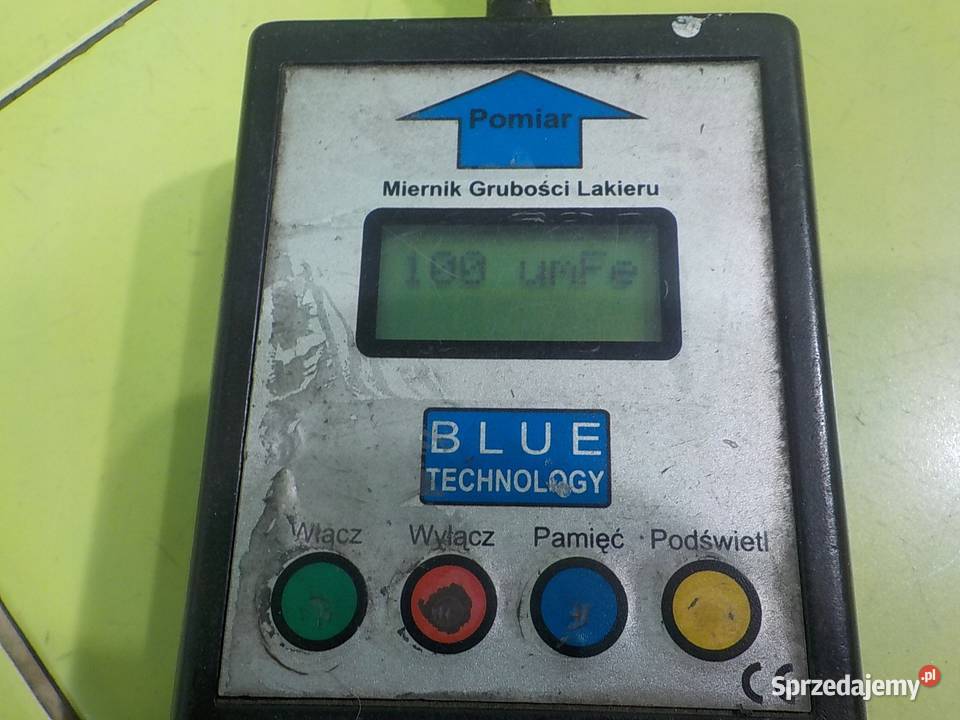 Pomiar
Miernik Grubości Lakieru
100 umFe
BLUE
TECHNOLOGY
Włącz Wyłącz Pamięć Podświetl
CE
Sprzedajemy.pl